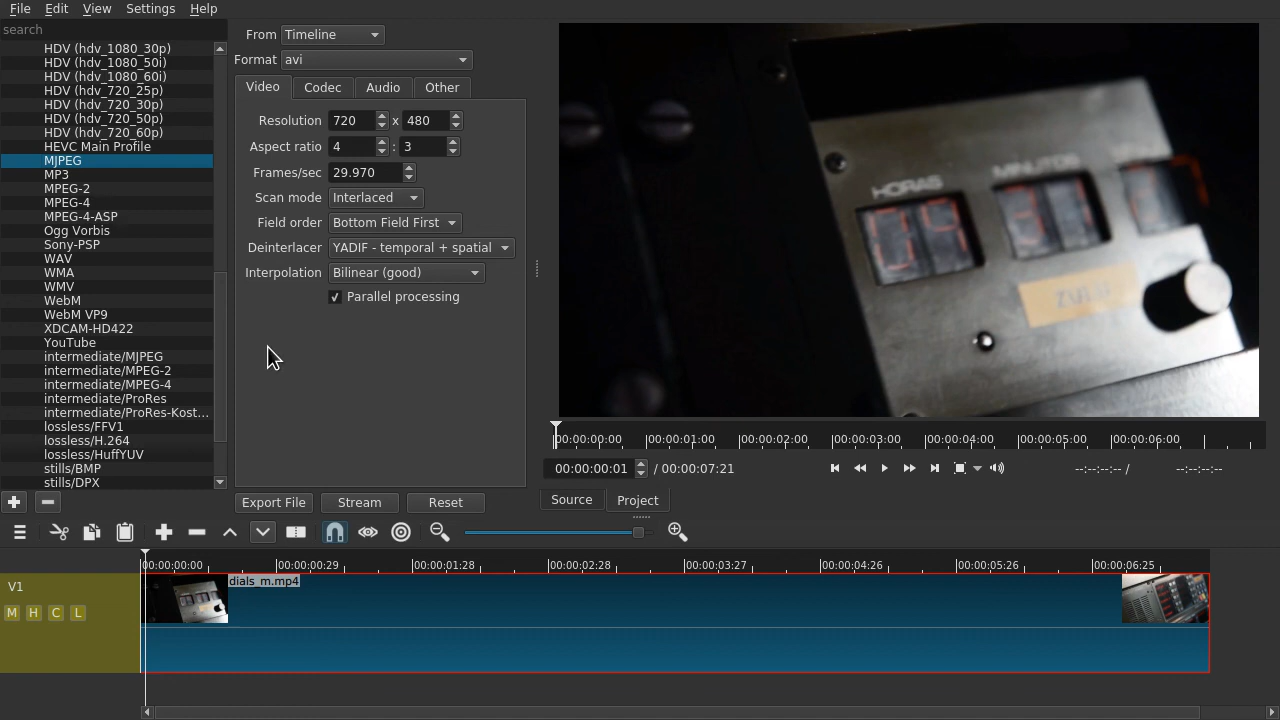 File Edit View Settings Help
search
HDV (hdv_1080_30p)
HDV (hdv_1080_50i)
HDV (hdv_1080_60i)
HDV (hdv_720_25p)
HDV (hdv_720_30p)
HDV (hdv_720_50p)
HDV (hdv_720_60p)
HEVC Main Profile
MJPEG
MP3
MPEG-2
MPEG-4
MPEG-4-ASP
Ogg Vorbis
Sony-PSP
WAV
WMA
WMV
WebM
WebM VP9
XDCAM-HD422
YouTube
intermediate/MJPEG
intermediate/MPEG-2
intermediate/MPEG-4
intermediate/ProRes
intermediate/ProRes-Kost...
lossless/FFV1
lossless/H.264
lossless/HuffYUV
stills/BMP
stills/DPX
From Timeline
Format avi
Video Codec Audio Other
Resolution 720 x 480
Aspect ratio 4 : 3
Frames/sec 29.970
Scan mode Interlaced
Field order Bottom Field First
Deinterlacer YADIF - temporal + spatial
Interpolation Bilinear (good)
Parallel processing
Export File Stream Reset
HORAS MINUTOS
00:00:00:00 00:00:01:00 00:00:02:00 00:00:03:00 00:00:04:00 00:00:05:00 00:00:06:00
00:00:00:01 / 00:00:07:21 --:--:--:-- / --:--:--:--
Source Project
00:00:00:00 00:00:00:29 00:00:01:28 00:00:02:28 00:00:03:27 00:00:04:26 00:00:05:26 00:00:06:25
V1
M H C L
dials_m.mp4